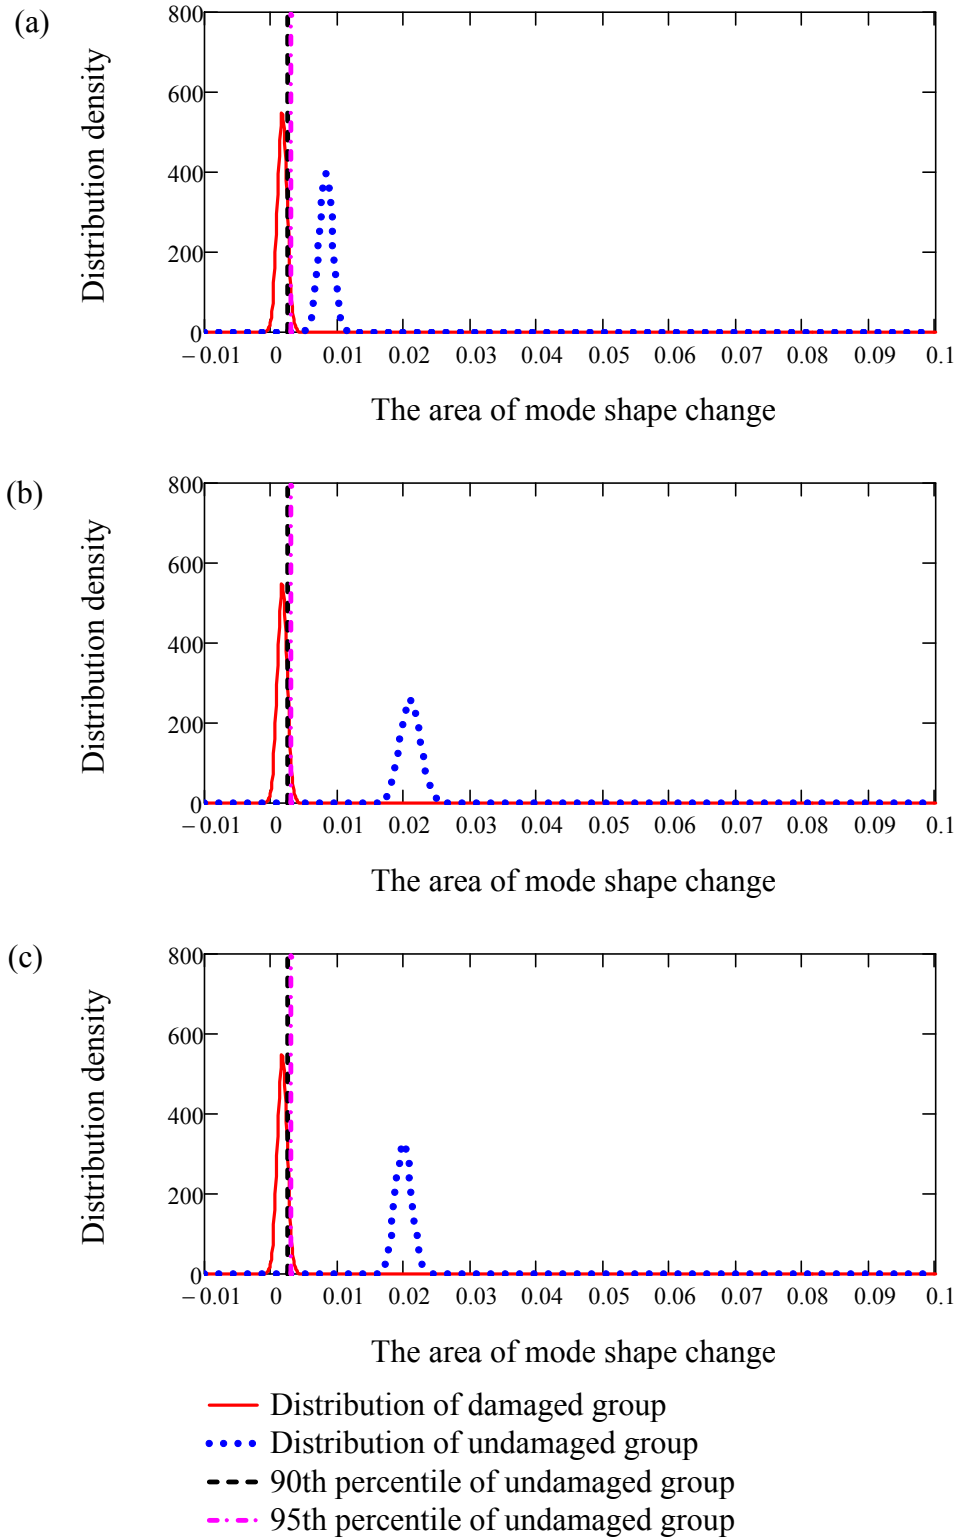 (a)
Distribution density
800
600
400
200
0
−0.01 0 0.01 0.02 0.03 0.04 0.05 0.06 0.07 0.08 0.09 0.1
The area of mode shape change
(b)
Distribution density
800
600
400
200
0
−0.01 0 0.01 0.02 0.03 0.04 0.05 0.06 0.07 0.08 0.09 0.1
The area of mode shape change
(c)
Distribution density
800
600
400
200
0
−0.01 0 0.01 0.02 0.03 0.04 0.05 0.06 0.07 0.08 0.09 0.1
The area of mode shape change
Distribution of damaged group
Distribution of undamaged group
90th percentile of undamaged group
95th percentile of undamaged group